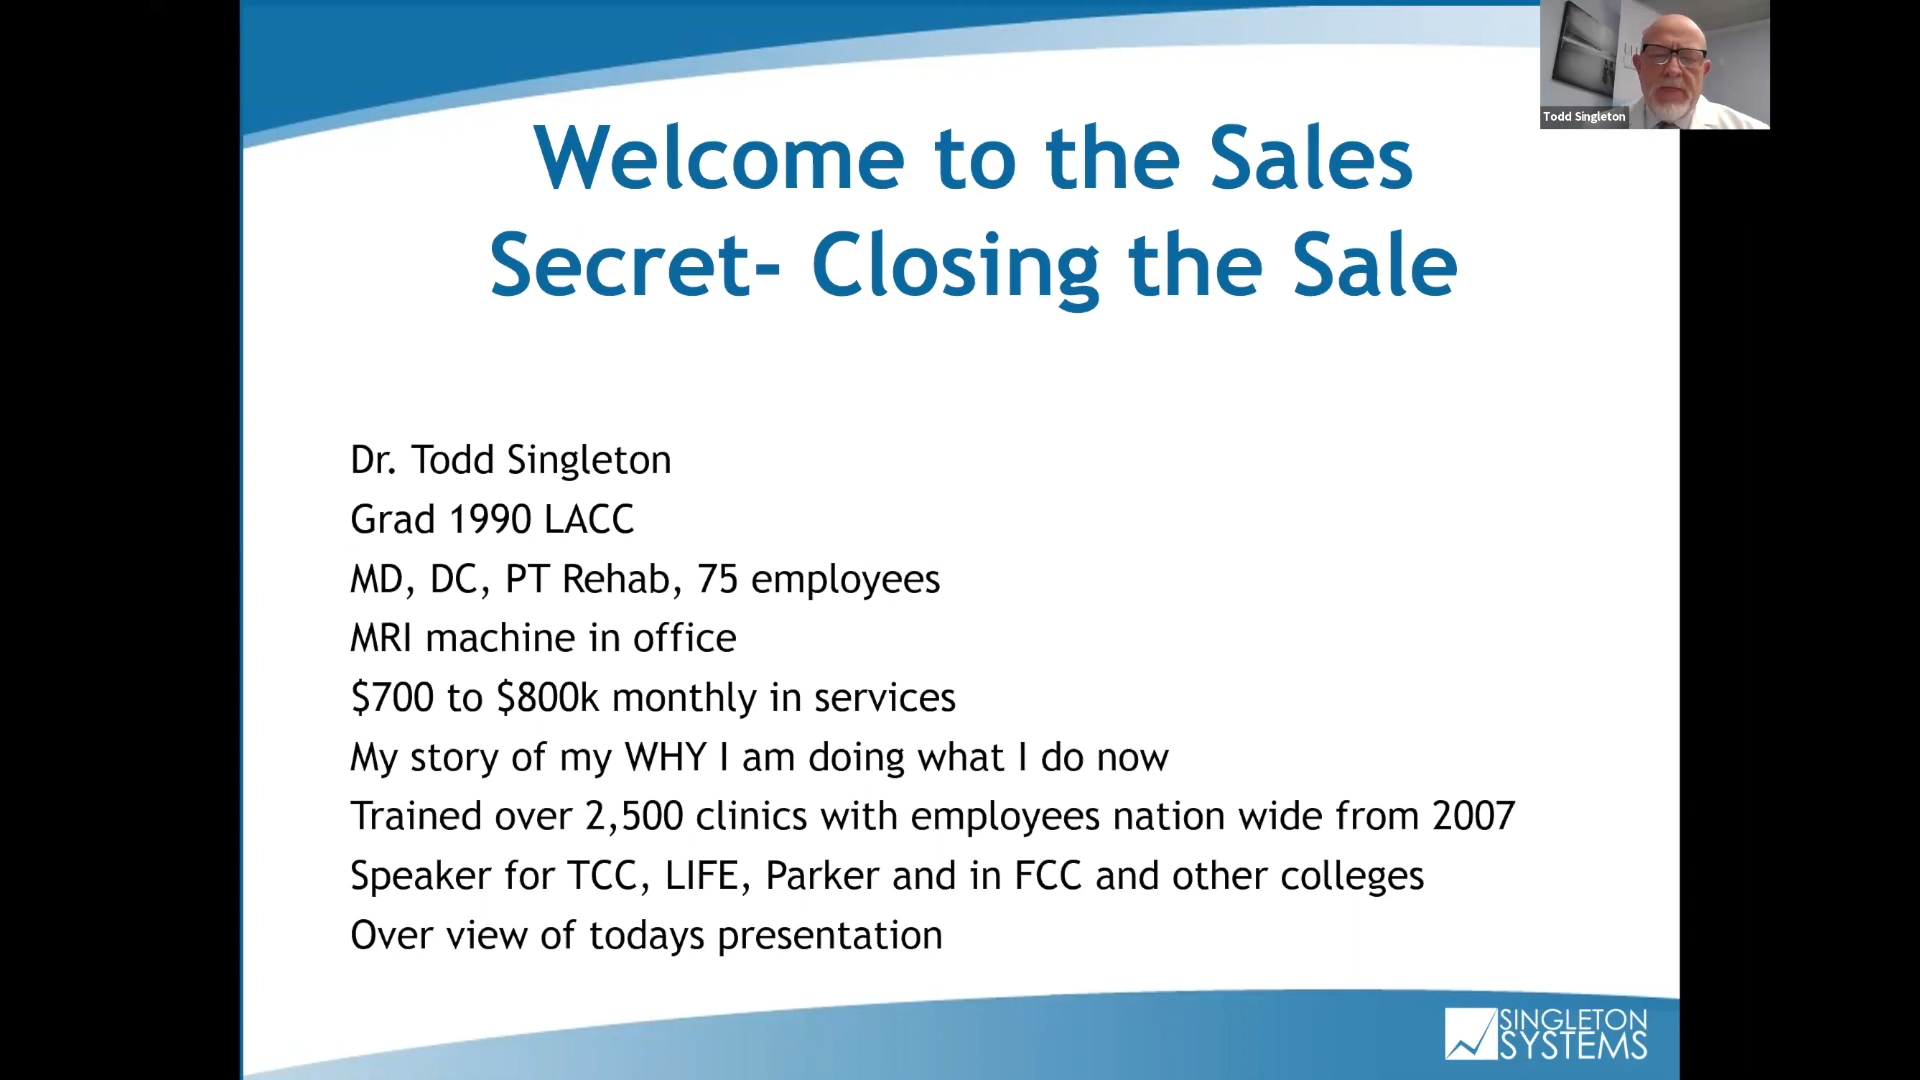 Todd Singleton
Welcome to the Sales
Secret- Closing the Sale
Dr. Todd Singleton
Grad 1990 LACC
MD, DC, PT Rehab, 75 employees
MRI machine in office
$700 to $800k monthly in services
My story of my WHY I am doing what I do now
Trained over 2,500 clinics with employees nation wide from 2007
Speaker for TCC, LIFE, Parker and in FCC and other colleges
Over view of todays presentation
SINGLETON
SYSTEMS